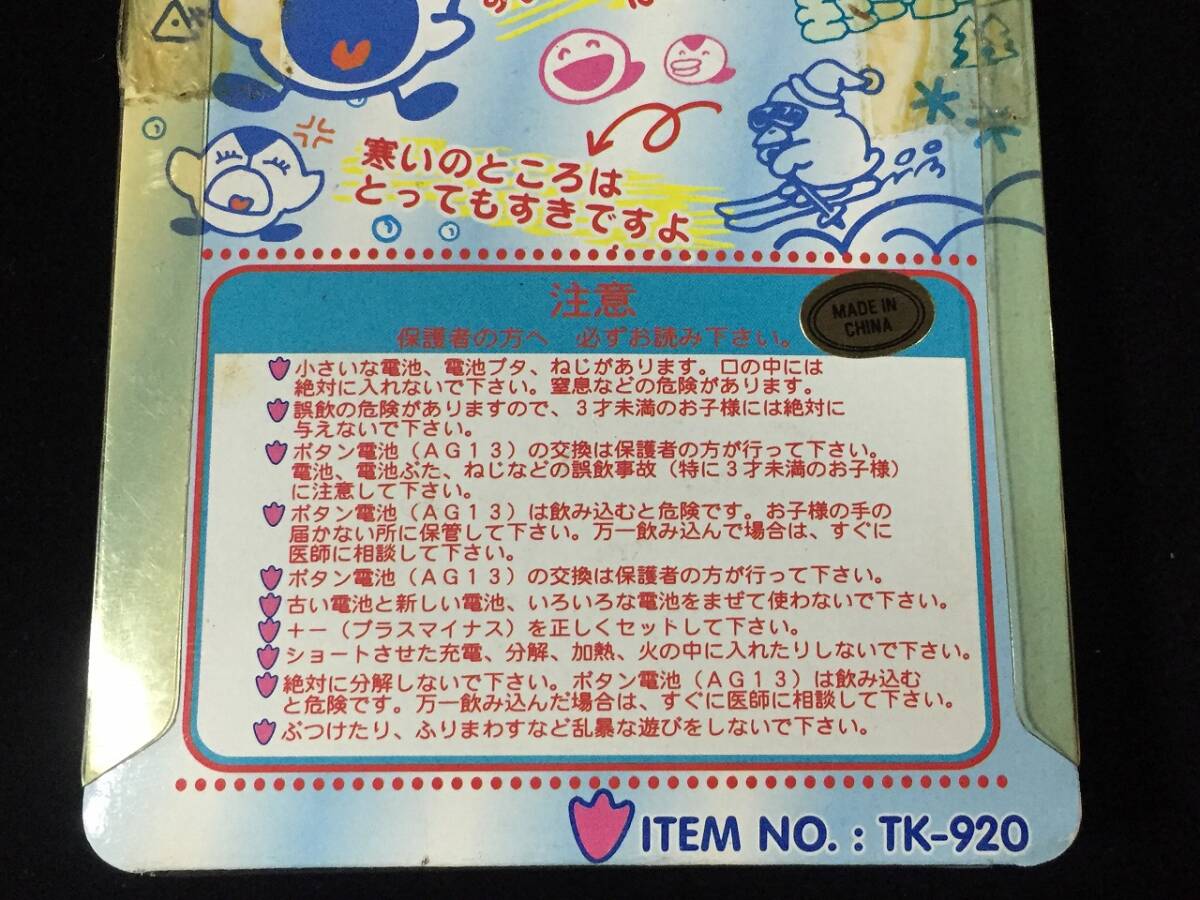 寒いのところは
とってもすきですよ
注意
MADE IN
CHINA
保護者の方へ 必ずお読み下さい。
小さいな電池、電池ブタ、ねじがあります。口の中には
絶対に入れないで下さい。窒息などの危険があります。
誤飲の危険がありますので、3才未満のお子様には絶対に
与えないで下さい。
ボタン電池(AG13)の交換は保護者の方が行って下さい。
電池、電池ぶた、ねじなどの誤飲事故(特に3才未満のお子様)
に注意して下さい。
ボタン電池(AG13)は飲み込むと危険です。お子様の手の
届かない所に保管して下さい。万一飲み込んで場合は、すぐに
医師に相談して下さい。
ボタン電池(AG13)の交換は保護者の方が行って下さい。
古い電池と新しい電池、いろいろな電池をまぜて使わないで下さい。
+-(プラスマイナス)を正しくセットして下さい。
ショートさせた充電、分解、加熱、火の中に入れたりしないで下さい。
絶対に分解しないで下さい。ボタン電池(AG13)は飲み込む
と危険です。万一飲み込んだ場合は、すぐに医師に相談して下さい。
ぶつけたり、ふりまわすなど乱暴な遊びをしないで下さい。
ITEM NO. : TK-920